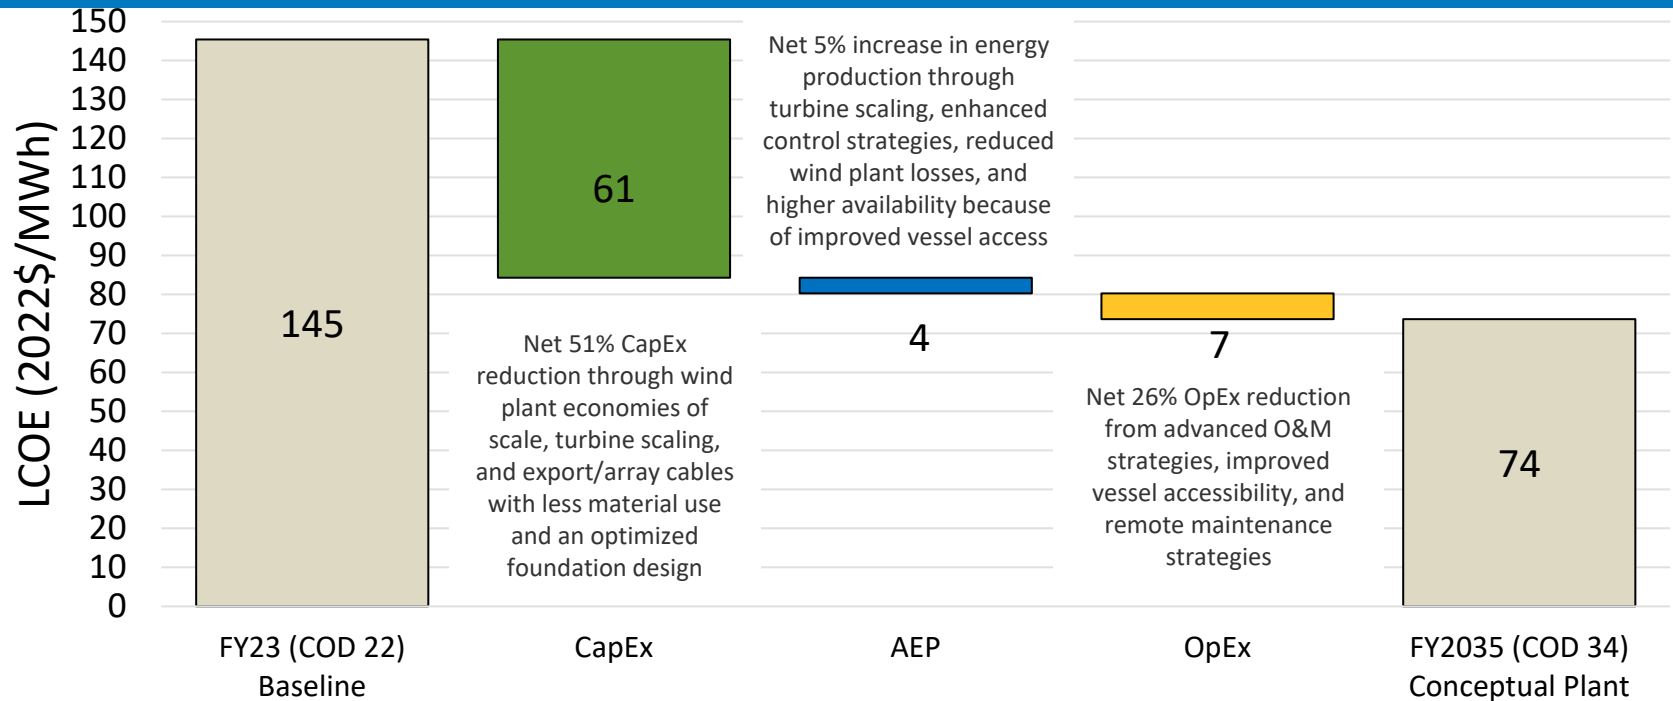 LCOE (2022$/MWh)
150
140
130
120
110
100
90
80
70
60
50
40
30
20
10
0
145
61
Net 51% CapEx
reduction through wind
plant economies of
scale, turbine scaling,
and export/array cables
with less material use
and an optimized
foundation design
Net 5% increase in energy
production through
turbine scaling, enhanced
control strategies, reduced
wind plant losses, and
higher availability because
of improved vessel access
4
7
Net 26% OpEx reduction
from advanced O&M
strategies, improved
vessel accessibility, and
remote maintenance
strategies
74
FY23 (COD 22)
Baseline
CapEx
AEP
OpEx
FY2035 (COD 34)
Conceptual Plant